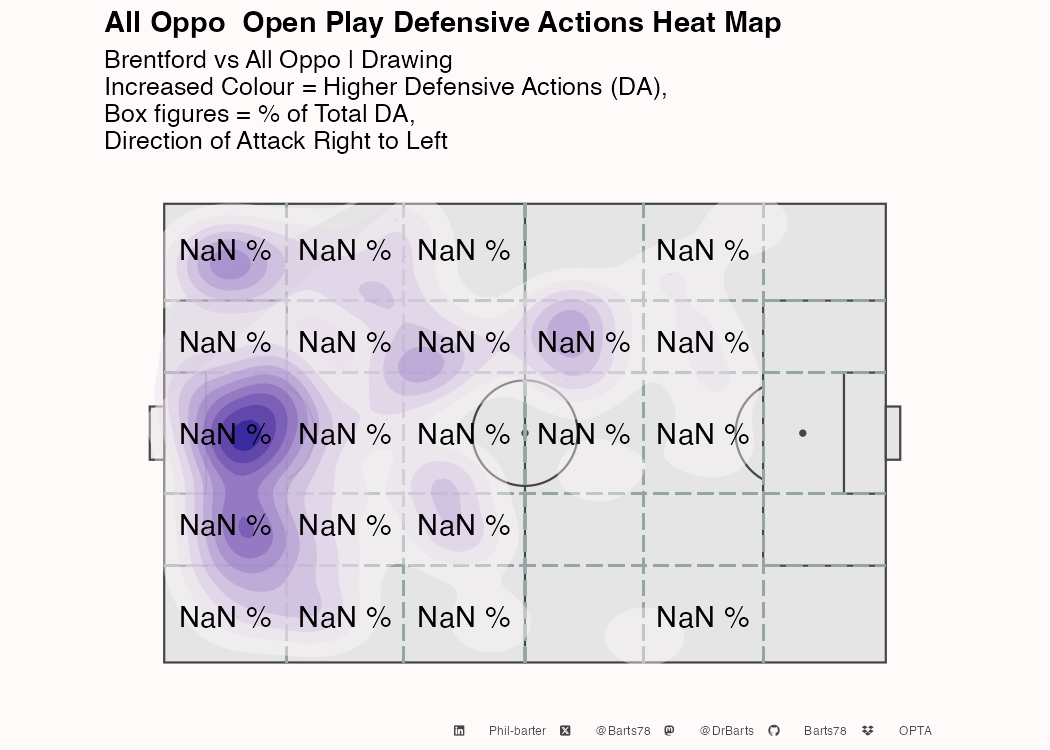 All Oppo  Open Play Defensive Actions Heat Map
Brentford vs All Oppo | Drawing
Increased Colour = Higher Defensive Actions (DA),
Box figures = % of Total DA,
Direction of Attack Right to Left
NaN % NaN % NaN % NaN %
NaN % NaN % NaN % NaN % NaN %
NaN % NaN % NaN % NaN % NaN %
NaN % NaN % NaN %
NaN % NaN % NaN % NaN %
Phil-barter @Barts78 @DrBarts Barts78 OPTA